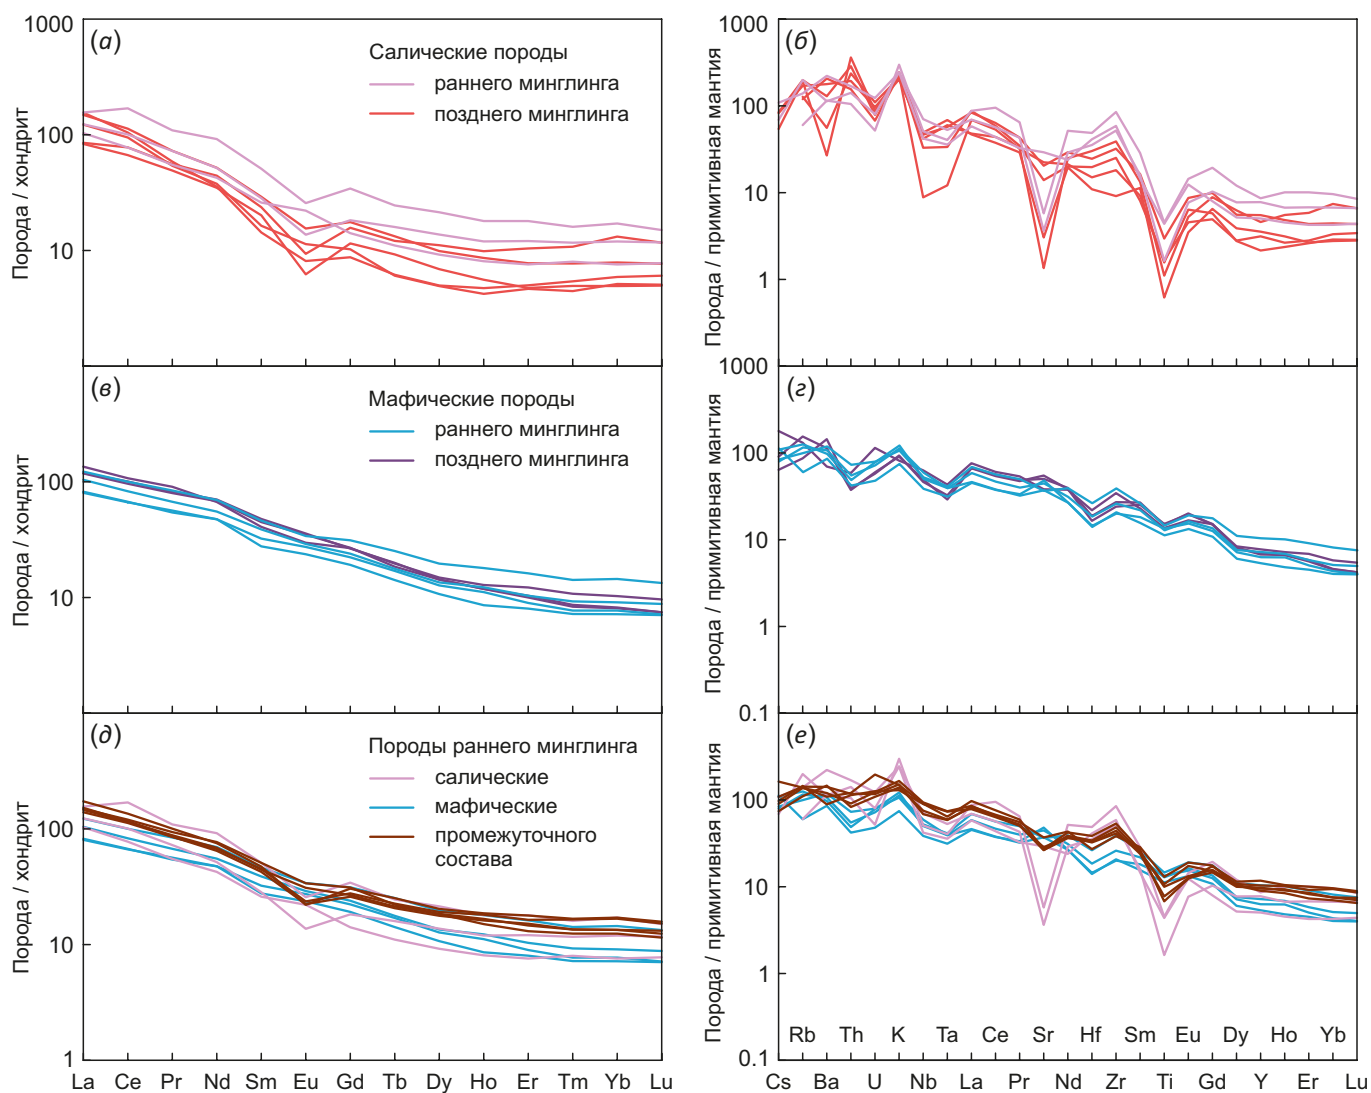 (а)
Салические породы
раннего минглинга
позднего минглинга
1000
100
10
Порода / хондрит
(б)
1000
100
10
1
Порода / примитивная мантия
(в)
Мафические породы
раннего минглинга
позднего минглинга
100
10
Порода / хондрит
(г)
1000
100
10
1
0.1
Порода / примитивная мантия
(д)
Породы раннего минглинга
салические
мафические
промежуточного
состава
100
10
1
Порода / хондрит
La Ce Pr Nd Sm Eu Gd Tb Dy Ho Er Tm Yb Lu
(е)
100
10
1
0.1
Порода / примитивная мантия
Rb Th K Ta Ce Sr Hf Sm Eu Dy Ho Yb
Cs Ba U Nb La Pr Nd Zr Ti Gd Y Er Lu